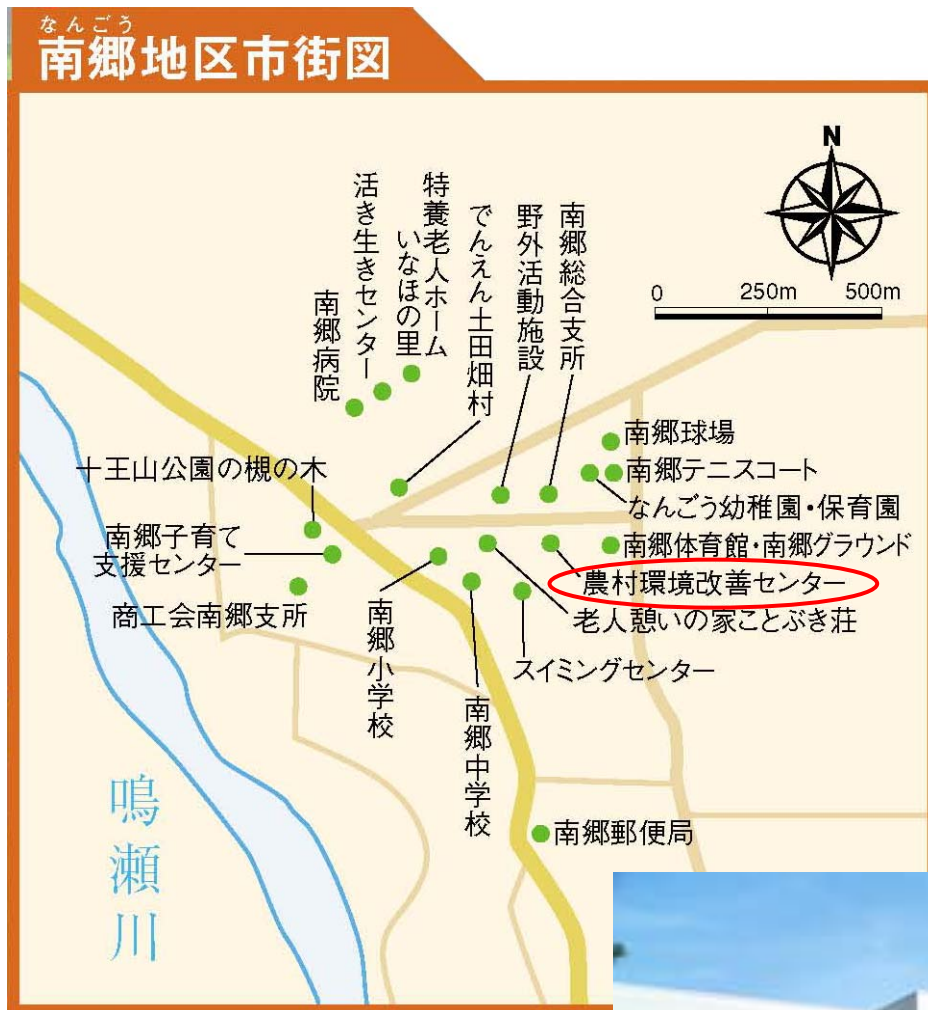 なんごう
南郷地区市街図
N
0 250m 500m
南郷病院
活き生きセンター
特養老人ホーム
いなほの里
でんえん土田畑村
野外活動施設
南郷総合支所
南郷球場
南郷テニスコート
なんごう幼稚園・保育園
南郷体育館・南郷グラウンド
農村環境改善センター
老人憩いの家ことぶき荘
スイミングセンター
十王山公園の槻の木
南郷子育て
支援センター
商工会南郷支所
南郷小学校
南郷中学校
南郷郵便局
鳴瀬川